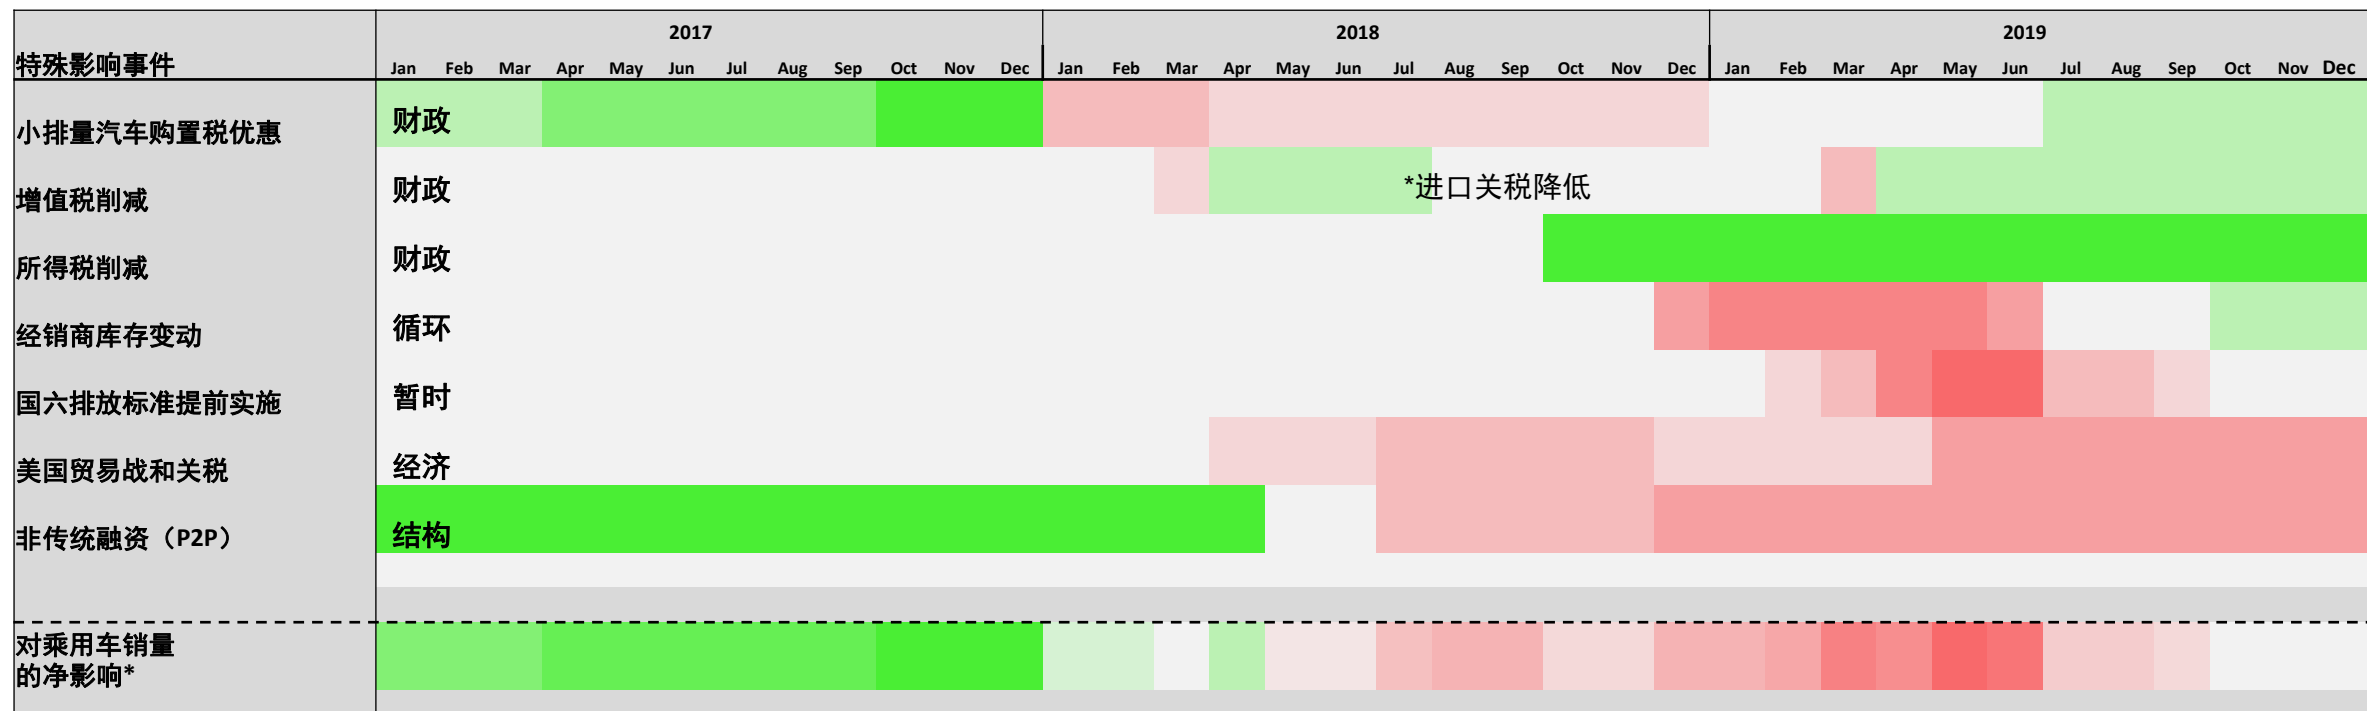 2017 2018 2019
特殊影响事件 Jan Feb Mar Apr May Jun Jul Aug Sep Oct Nov Dec Jan Feb Mar Apr May Jun Jul Aug Sep Oct Nov Dec Jan Feb Mar Apr May Jun Jul Aug Sep Oct Nov Dec
小排量汽车购置税优惠 财政
增值税削减 财政 *进口关税降低
所得税削减 财政
经销商库存变动 循环
国六排放标准提前实施 暂时
美国贸易战和关税 经济
非传统融资（P2P） 结构
对乘用车销量
的净影响*